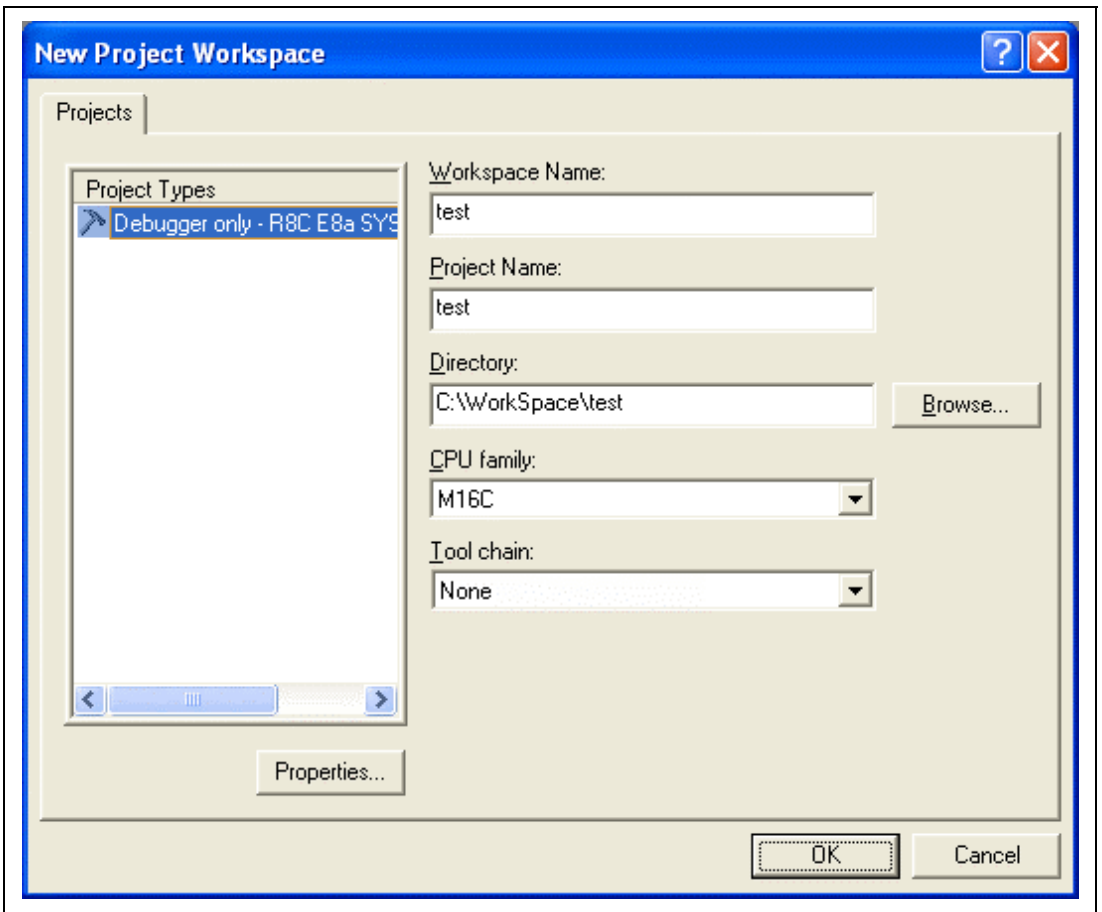 New Project Workspace
Projects
Project Types
Debugger only - R8C E8a SYS
Workspace Name:
test
Project Name:
test
Directory:
C:\WorkSpace\test
Browse...
CPU family:
M16C
Tool chain:
None
Properties...
OK
Cancel